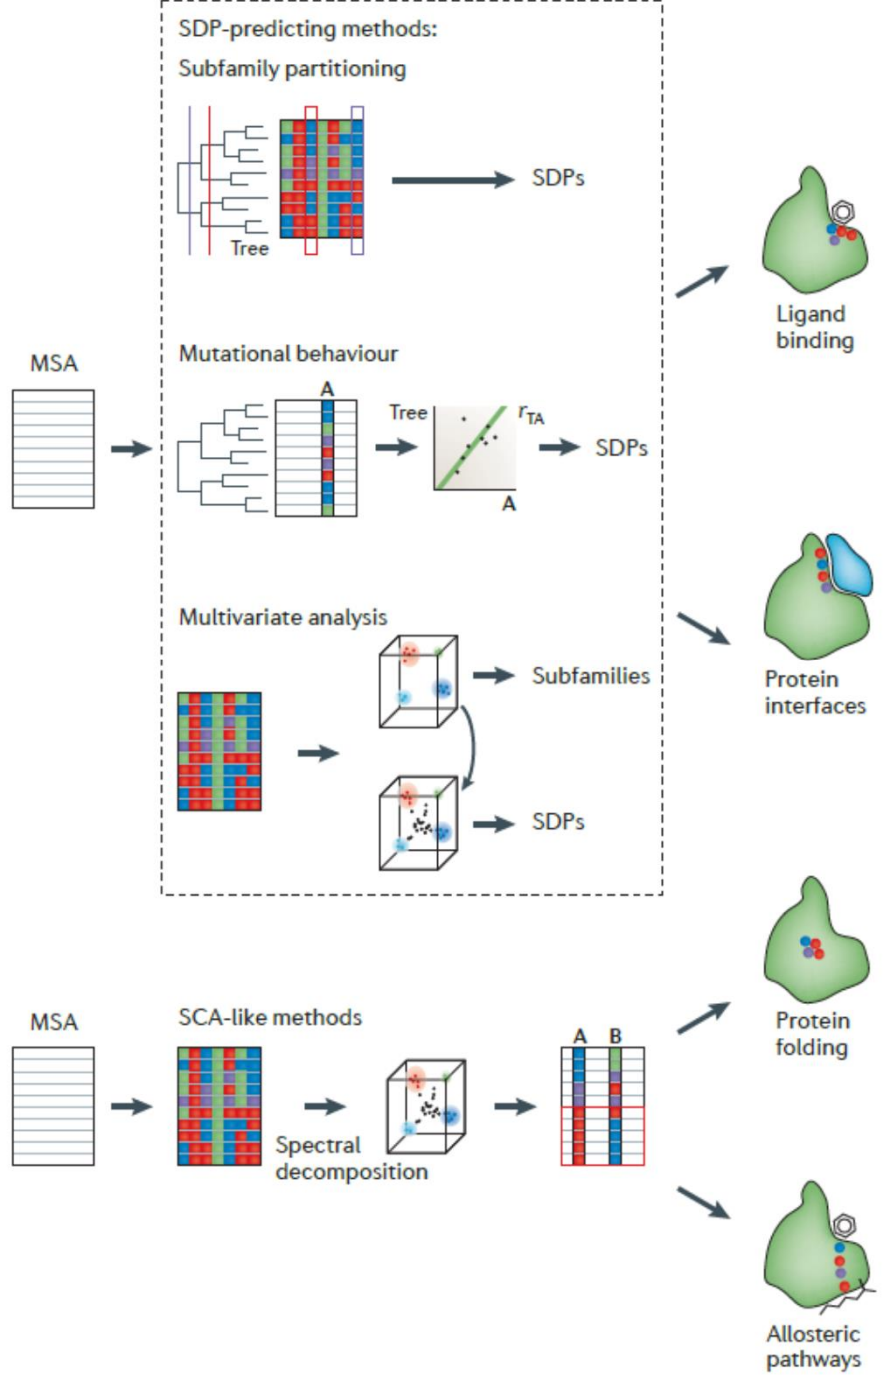 SDP-predicting methods:
Subfamily partitioning
Tree
SDPs
Ligand
binding
MSA
Mutational behaviour
A
Tree
rTA
A
SDPs
Protein
interfaces
Multivariate analysis
Subfamilies
SDPs
Protein
folding
MSA
SCA-like methods
A B
Spectral
decomposition
Allosteric
pathways